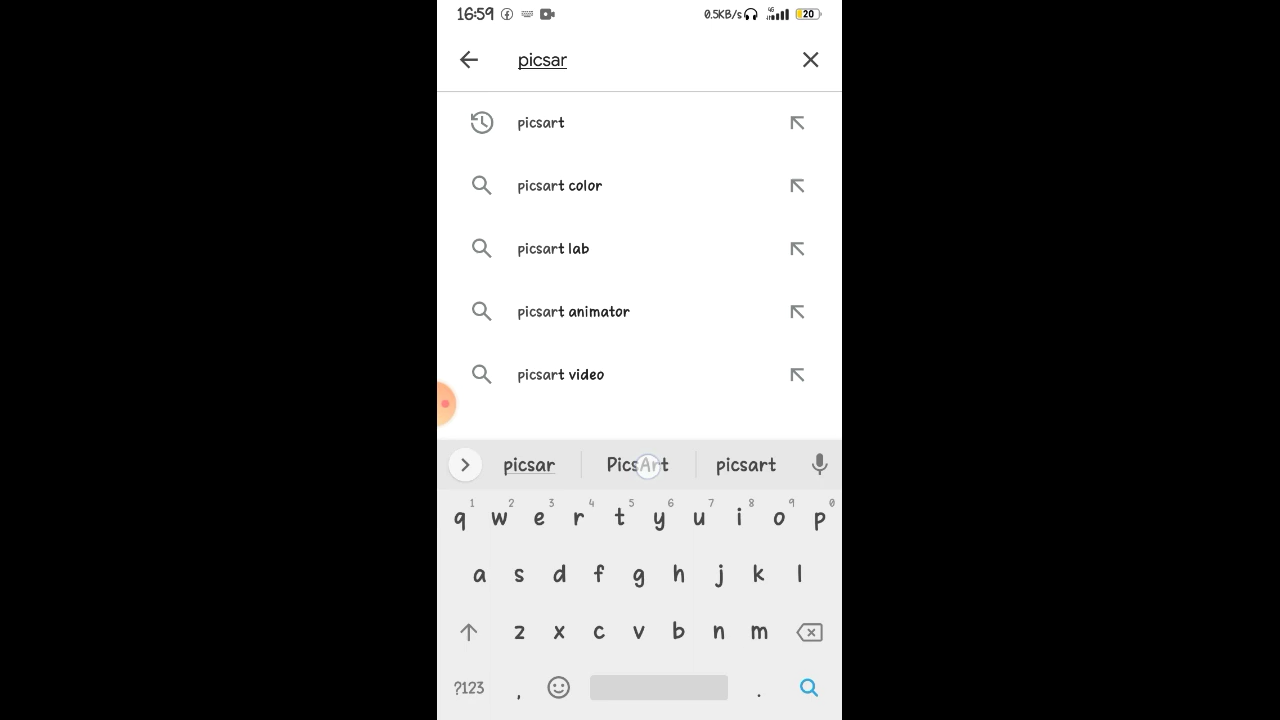 16:59 0.5KB/s 4G 20
picsar
picsart
picsart color
picsart lab
picsart animator
picsart video
picsar PicsArt picsart
1 2 3 4 5 6 7 8 9 0
q w e r t y u i o p
a s d f g h j k l
z x c v b n m
?123 , .